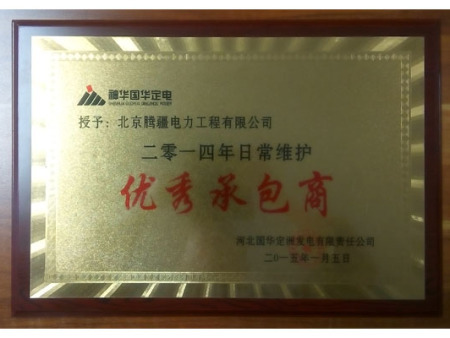 神华国华定电
授予：北京腾疆电力工程有限公司
二零一四年日常维护
优秀承包商
河北国华定洲发电有限责任公司
二〇一五年一月五日